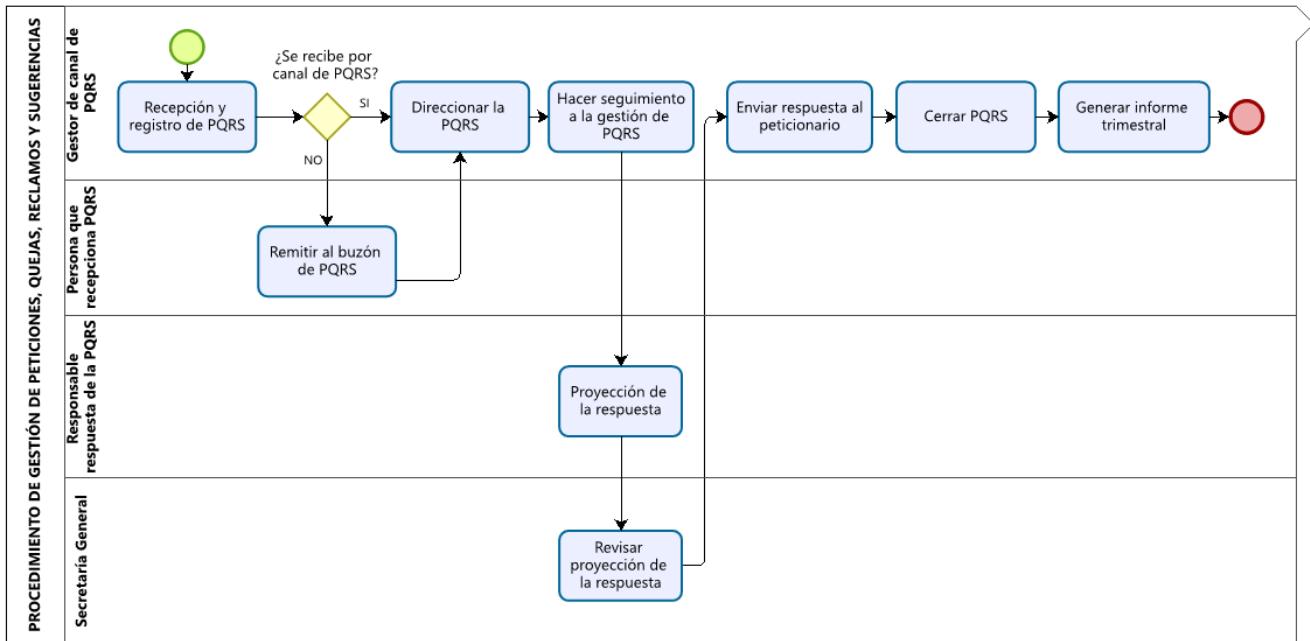 PROCEDIMIENTO DE GESTIÓN DE PETICIONES, QUEJAS, RECLAMOS Y SUGERENCIAS
Gestor de canal de
PQRS
¿Se recibe por
canal de PQRS?
Recepción y
registro de PQRS
SI
NO
Direccionar la
PQRS
Hacer seguimiento
a la gestión de
PQRS
Enviar respuesta al
peticionario
Cerrar PQRS
Generar informe
trimestral
Persona que
recepciona PQRS
Remitir al buzón
de PQRS
Responsable
respuesta de la PQRS
Proyección de
la respuesta
Secretaría General
Revisar
proyección de
la respuesta